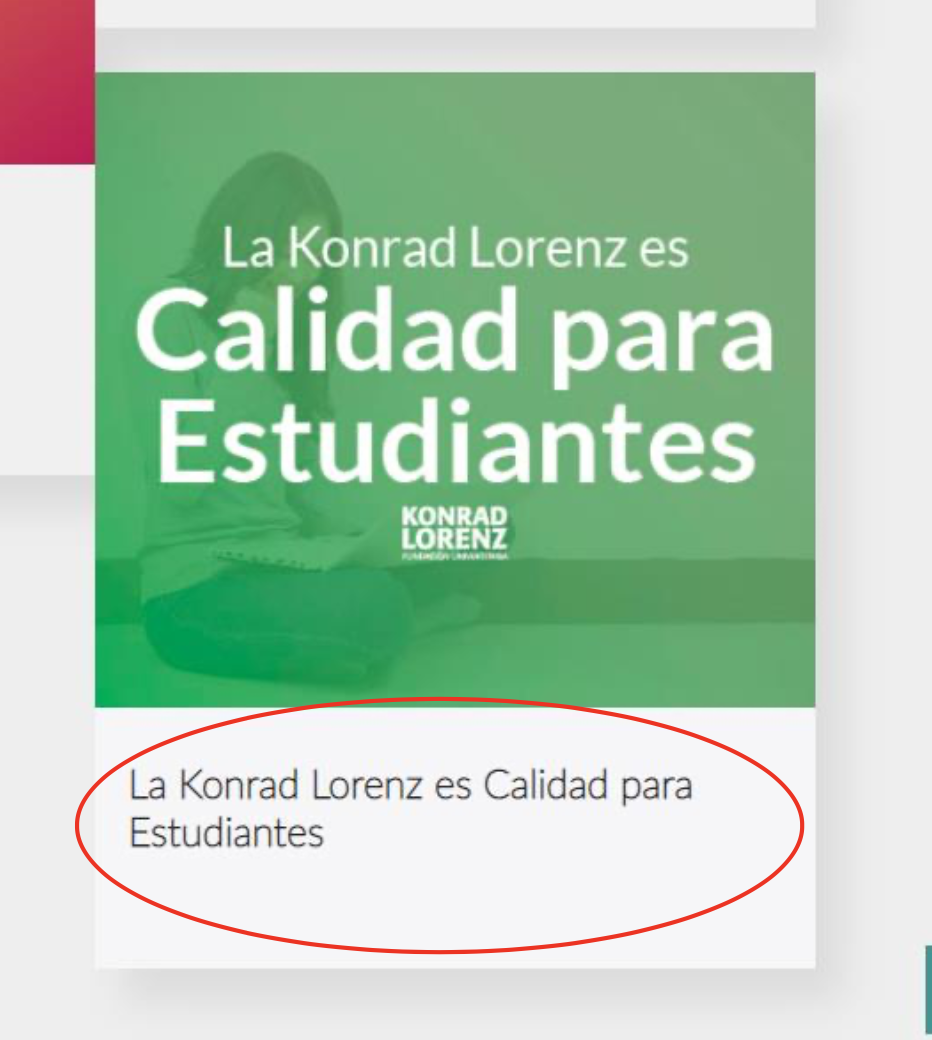 La Konrad Lorenz es
Calidad para
Estudiantes
KONRAD
LORENZ
FUNDACIÓN UNIVERSITARIA
La Konrad Lorenz es Calidad para
Estudiantes